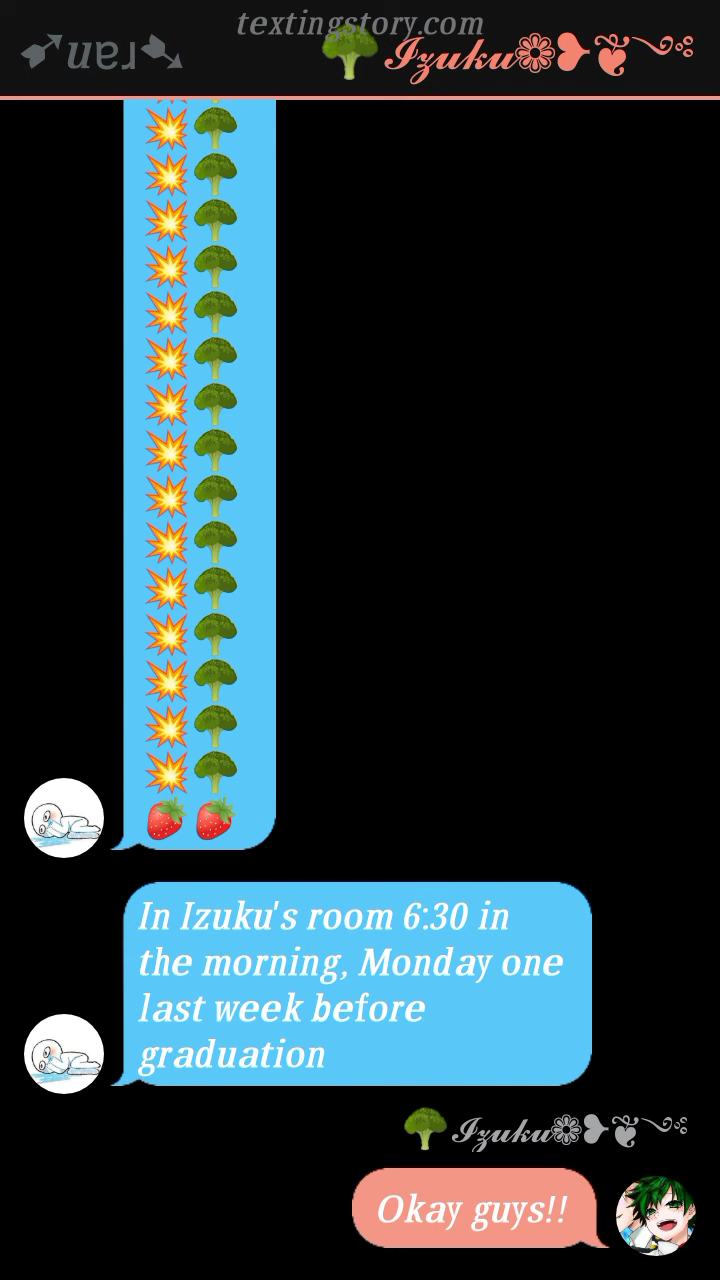 textingstory.com
ɹan
Izuku
In Izuku's room 6:30 in
the morning, Monday one
last week before
graduation
Izuku
Okay guys!!